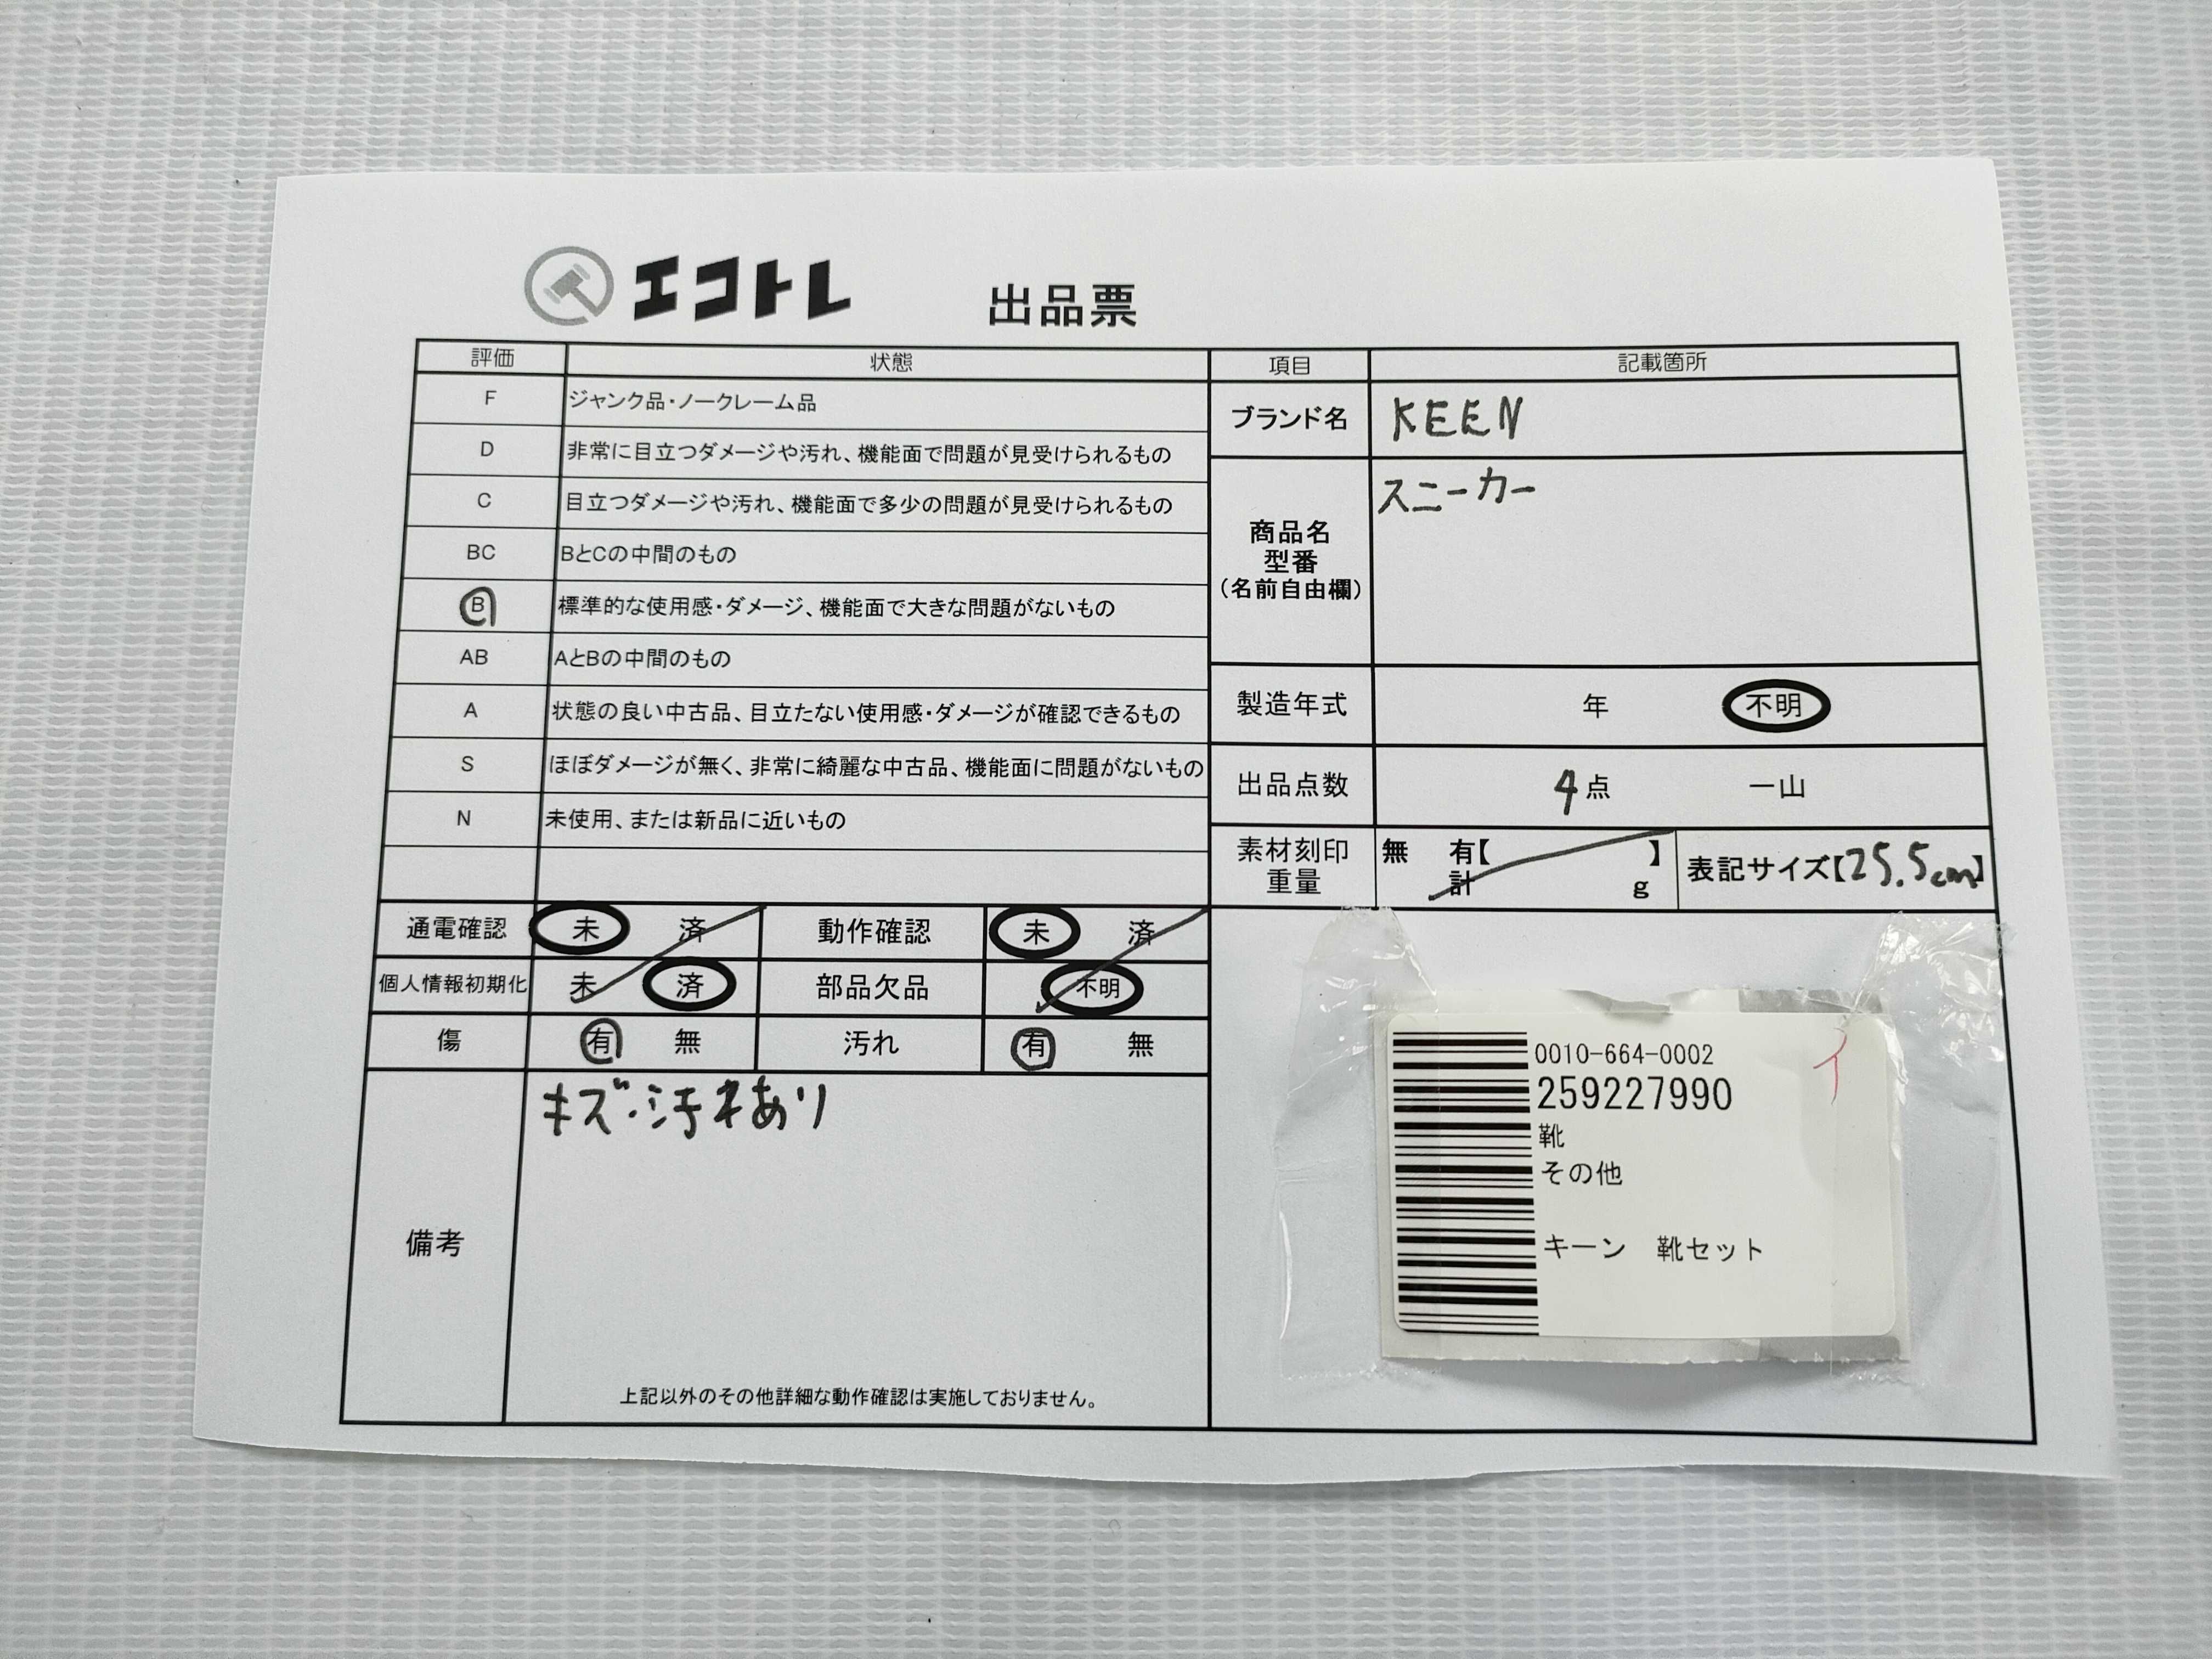 エコトレ 出品票
評価 状態
F ジャンク品・ノークレーム品
D 非常に目立つダメージや汚れ、機能面で問題が見受けられるもの
C 目立つダメージや汚れ、機能面で多少の問題が見受けられるもの
BC BとCの中間のもの
B 標準的な使用感・ダメージ、機能面で大きな問題がないもの
AB AとBの中間のもの
A 状態の良い中古品、目立たない使用感・ダメージが確認できるもの
S ほぼダメージが無く、非常に綺麗な中古品、機能面に問題がないもの
N 未使用、または新品に近いもの
通電確認 未 済 動作確認 未 済
個人情報初期化 未 済 部品欠品 不明
傷 有 無 汚れ 有 無
備考
キズ・汚れあり
上記以外のその他詳細な動作確認は実施しておりません。
項目 記載箇所
ブランド名 KEEN
商品名
型番
(名前自由欄)
スニーカー
製造年式 年 不明
出品点数 4点 一山
素材刻印
重量
無 有【 】
計 g
表記サイズ【25.5cm】
0010-664-0002
259227990
靴
その他
キーン 靴セット
イ